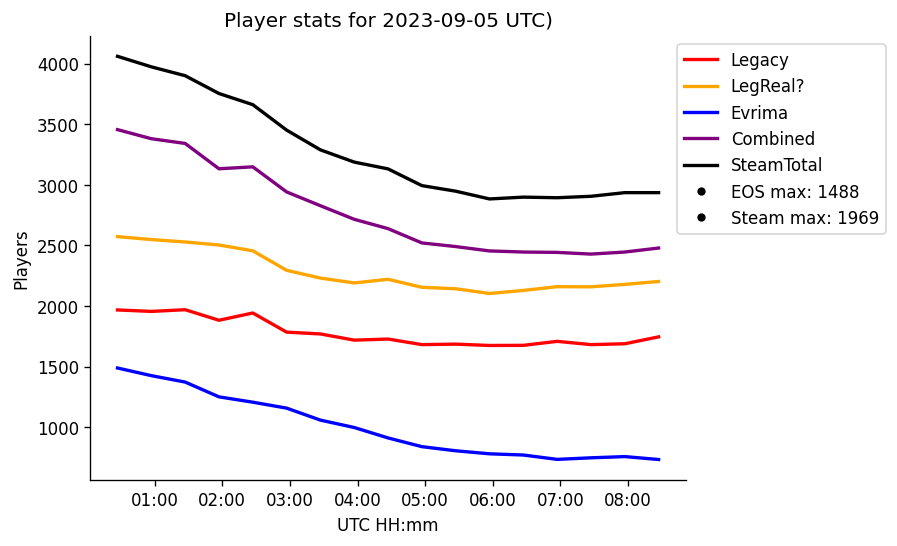 Player stats for 2023-09-05 UTC)
Legacy
LegReal?
Evrima
Combined
SteamTotal
EOS max: 1488
Steam max: 1969
Players
4000
3500
3000
2500
2000
1500
1000
01:00 02:00 03:00 04:00 05:00 06:00 07:00 08:00
UTC HH:mm